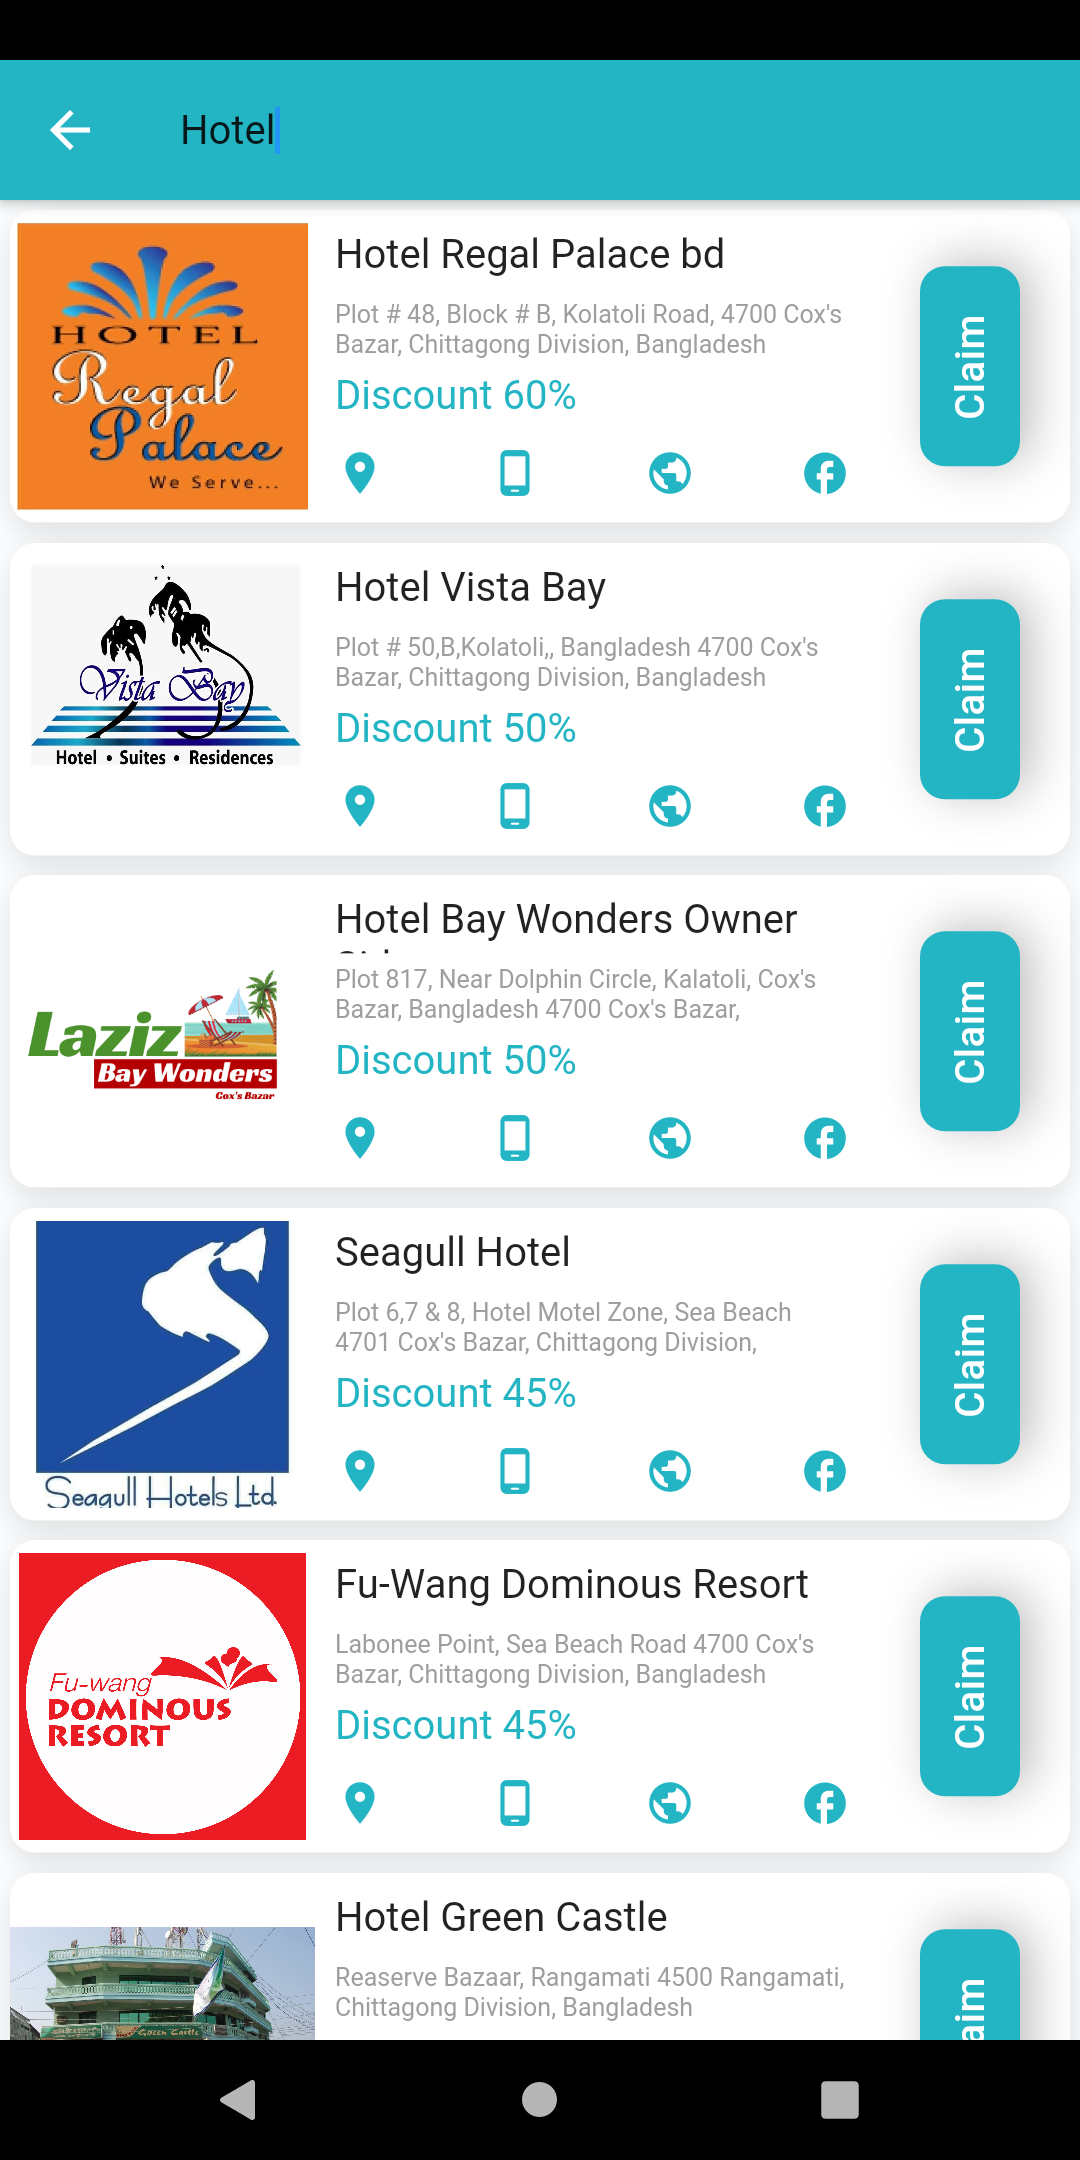 Hotel
HOTEL
Regal
Palace
We Serve...
Hotel Regal Palace bd
Plot # 48, Block # B, Kolatoli Road, 4700 Cox's
Bazar, Chittagong Division, Bangladesh
Discount 60%
Claim
Vista Bay
Hotel • Suites • Residences
Hotel Vista Bay
Plot # 50,B,Kolatoli,, Bangladesh 4700 Cox's
Bazar, Chittagong Division, Bangladesh
Discount 50%
Claim
Laziz
Bay Wonders
Cox's Bazar
Hotel Bay Wonders Owner
Plot 817, Near Dolphin Circle, Kalatoli, Cox's
Bazar, Bangladesh 4700 Cox's Bazar,
Discount 50%
Claim
Seagull Hotels Ltd.
Seagull Hotel
Plot 6,7 & 8, Hotel Motel Zone, Sea Beach
4701 Cox's Bazar, Chittagong Division,
Discount 45%
Claim
Fu-wang
DOMINOUS
RESORT
Fu-Wang Dominous Resort
Labonee Point, Sea Beach Road 4700 Cox's
Bazar, Chittagong Division, Bangladesh
Discount 45%
Claim
Green Castle
Hotel Green Castle
Reaserve Bazaar, Rangamati 4500 Rangamati,
Chittagong Division, Bangladesh
aim